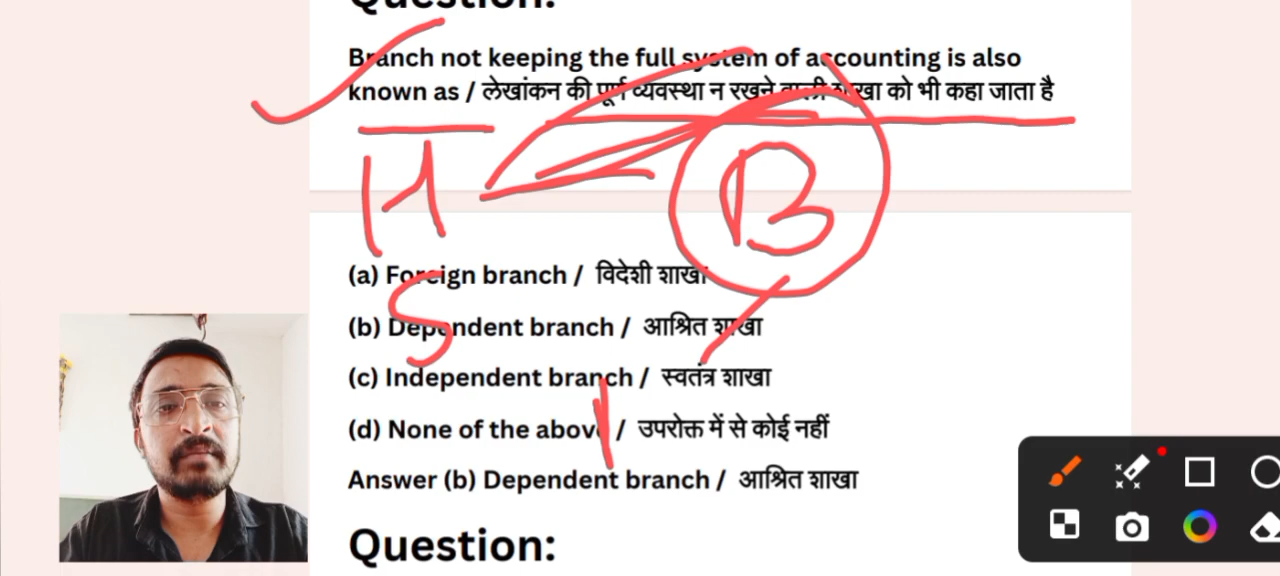 Question:
Branch not keeping the full system of accounting is also
known as / लेखांकन की पूर्ण व्यवस्था न रखने वाली शाखा को भी कहा जाता है
H B
(a) Foreign branch / विदेशी शाखा
S
(b) Dependent branch / आश्रित शाखा
(c) Independent branch / स्वतंत्र शाखा
(d) None of the above / उपरोक्त में से कोई नहीं
Answer (b) Dependent branch / आश्रित शाखा
Question: